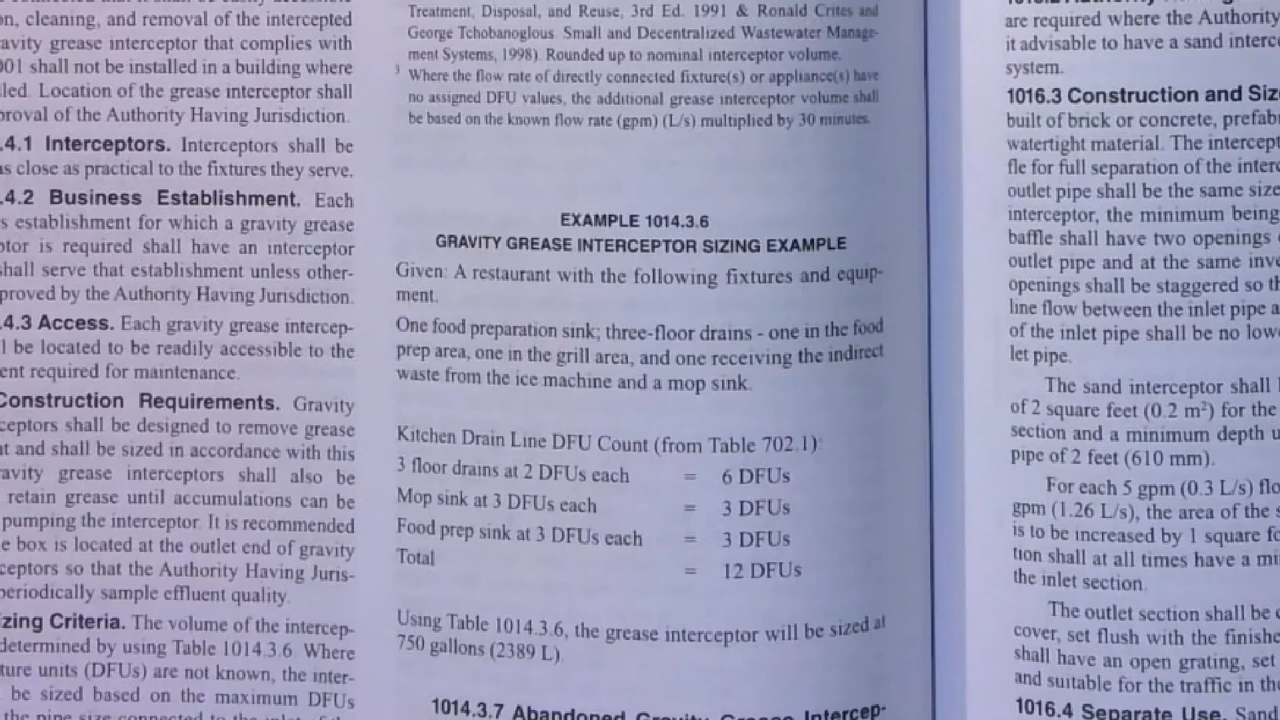 on, cleaning, and removal of the intercepted
avity grease interceptor that complies with
001 shall not be installed in a building where
led. Location of the grease interceptor shall
proval of the Authority Having Jurisdiction.
.4.1 Interceptors. Interceptors shall be
as close as practical to the fixtures they serve.
.4.2 Business Establishment. Each
s establishment for which a gravity grease
ptor is required shall have an interceptor
shall serve that establishment unless other-
proved by the Authority Having Jurisdiction.
.4.3 Access. Each gravity grease intercep-
l be located to be readily accessible to the
ent required for maintenance.
Construction Requirements. Gravity
ceptors shall be designed to remove grease
t and shall be sized in accordance with this
avity grease interceptors shall also be
retain grease until accumulations can be
pumping the interceptor. It is recommended
e box is located at the outlet end of gravity
ceptors so that the Authority Having Juris-
periodically sample effluent quality.
zing Criteria. The volume of the intercep-
determined by using Table 1014.3.6. Where
ture units (DFUs) are not known, the inter-
be sized based on the maximum DFUs
the pipe size connected to the inlet of the
Treatment, Disposal, and Reuse, 3rd Ed. 1991 & Ronald Crites and
George Tchobanoglous. Small and Decentralized Wastewater Manage-
ment Systems, 1998). Rounded up to nominal interceptor volume.
3 Where the flow rate of directly connected fixture(s) or appliance(s) have
no assigned DFU values, the additional grease interceptor volume shall
be based on the known flow rate (gpm) (L/s) multiplied by 30 minutes.
EXAMPLE 1014.3.6
GRAVITY GREASE INTERCEPTOR SIZING EXAMPLE
Given: A restaurant with the following fixtures and equip-
ment.
One food preparation sink; three-floor drains - one in the food
prep area, one in the grill area, and one receiving the indirect
waste from the ice machine and a mop sink.
Kitchen Drain Line DFU Count (from Table 702.1)
3 floor drains at 2 DFUs each = 6 DFUs
Mop sink at 3 DFUs each = 3 DFUs
Food prep sink at 3 DFUs each = 3 DFUs
Total = 12 DFUs
Using Table 1014.3.6, the grease interceptor will be sized at
750 gallons (2389 L).
1014.3.7 Abandoned Gravity Grease Intercep-
are required where the Authority
it advisable to have a sand interc
system.
1016.3 Construction and Siz
built of brick or concrete, prefab
watertight material. The intercept
fle for full separation of the interc
outlet pipe shall be the same size
interceptor, the minimum being
baffle shall have two openings
outlet pipe and at the same inve
openings shall be staggered so th
line flow between the inlet pipe a
of the inlet pipe shall be no low
let pipe.
The sand interceptor shall
of 2 square feet (0.2 m²) for the
section and a minimum depth u
pipe of 2 feet (610 mm).
For each 5 gpm (0.3 L/s) flo
gpm (1.26 L/s), the area of the s
is to be increased by 1 square fo
tion shall at all times have a mi
the inlet section.
The outlet section shall be
cover, set flush with the finishe
shall have an open grating, set
and suitable for the traffic in the
1016.4 Separate Use. Sand